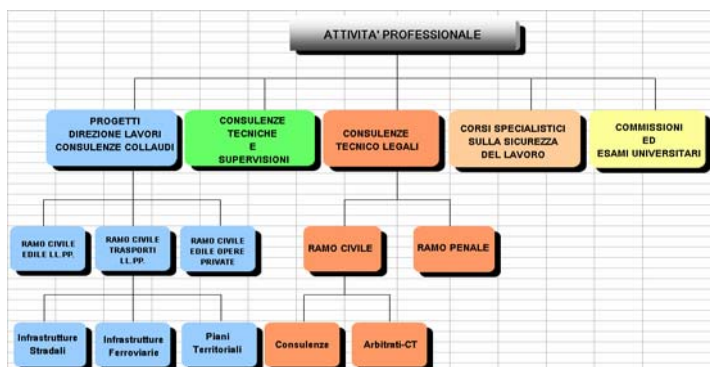 ATTIVITA' PROFESSIONALE
PROGETTI
DIREZIONE LAVORI
CONSULENZE COLLAUDI
CONSULENZE
TECNICHE
E
SUPERVISIONI
CONSULENZE
TECNICO LEGALI
CORSI SPECIALISTICI
SULLA SICUREZZA
DEL LAVORO
COMMISSIONI
ED
ESAMI UNIVERSITARI
RAMO CIVILE
EDILE LL.PP.
RAMO CIVILE
TRASPORTI
LL.PP.
RAMO CIVILE
EDILE OPERE
PRIVATE
RAMO CIVILE
RAMO PENALE
Infrastrutture
Stradali
Infrastrutture
Ferroviarie
Piani
Territoriali
Consulenze
Arbitrati-CT